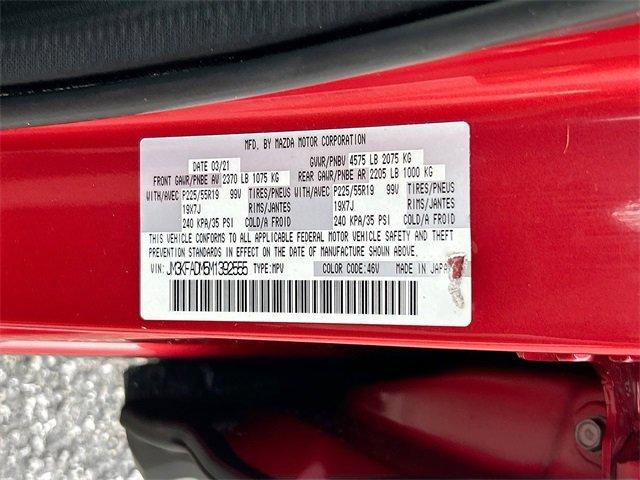 MFD. BY MAZDA MOTOR CORPORATION
DATE 03/21 GVWR/PNBV 4575 LB 2075 KG
FRONT GAWR/PNBE AV 2370 LB 1075 KG REAR GAWR/PNBE AR 2205 LB 1000 KG
WITH/AVEC P225/55R19 99V TIRES/PNEUS WITH/AVEC P225/55R19 99V TIRES/PNEUS
19X7J RIMS/JANTES 19X7J RIMS/JANTES
240 KPA/35 PSI COLD/A FROID 240 KPA/35 PSI COLD/A FROID
THIS VEHICLE CONFORMS TO ALL APPLICABLE FEDERAL MOTOR VEHICLE SAFETY AND THEFT
PREVENTION STANDARDS IN EFFECT ON THE DATE OF MANUFACTURE SHOWN ABOVE.
VIN: JM3KFADM5M1392555 TYPE:MPV COLOR CODE:46V MADE IN JAPAN